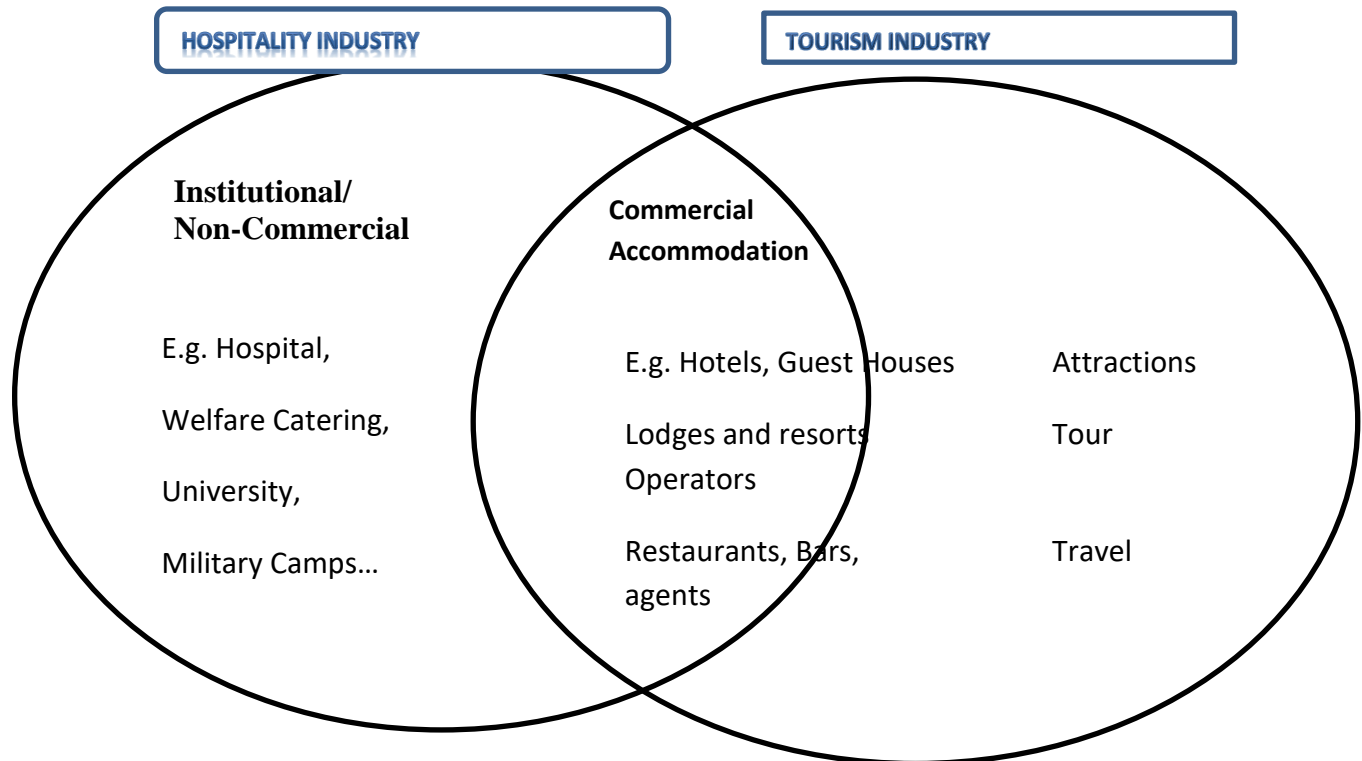 HOSPITALITY INDUSTRY
TOURISM INDUSTRY
Institutional/
Non-Commercial
E.g. Hospital,
Welfare Catering,
University,
Military Camps…
Commercial
Accommodation
E.g. Hotels, Guest Houses
Attractions
Lodges and resorts
Tour
Operators
Restaurants, Bars,
Travel
agents